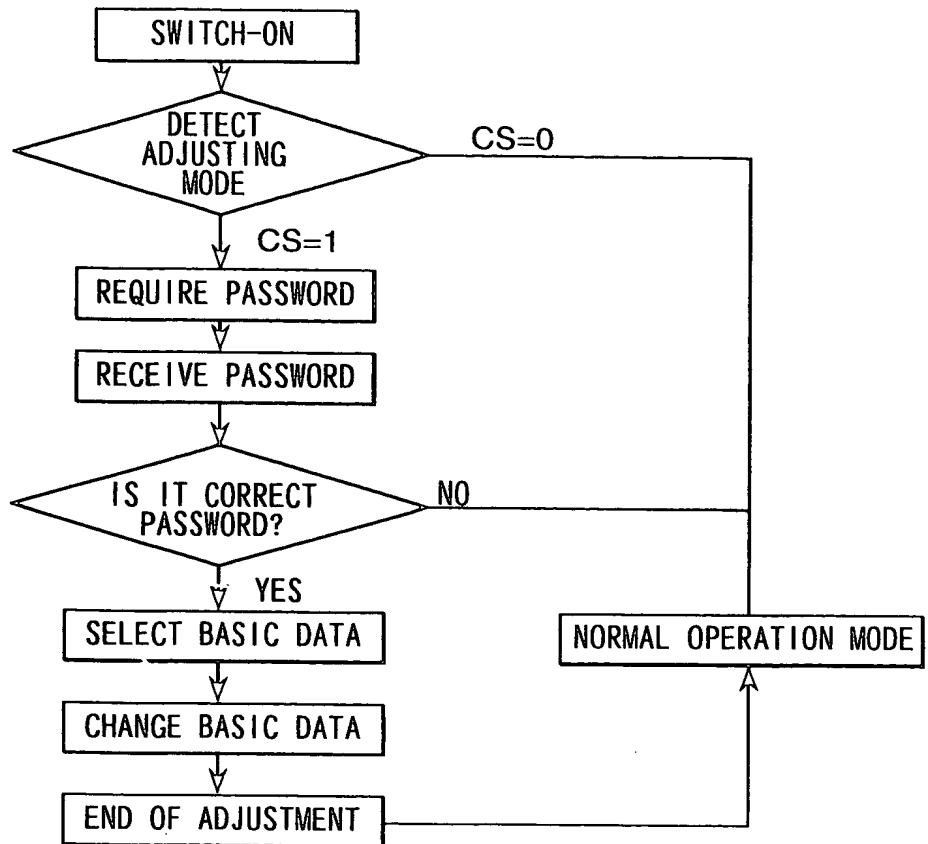 SWITCH-ON
DETECT
ADJUSTING
MODE
CS=0
CS=1
REQUIRE PASSWORD
RECEIVE PASSWORD
IS IT CORRECT
PASSWORD?
NO
YES
SELECT BASIC DATA
NORMAL OPERATION MODE
CHANGE BASIC DATA
END OF ADJUSTMENT